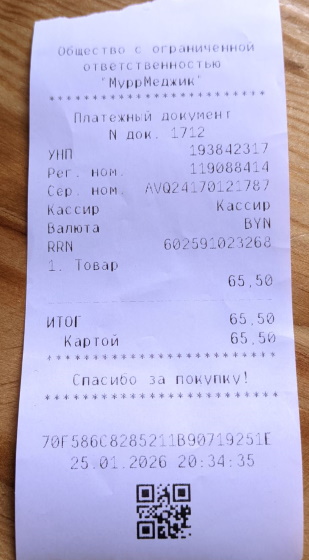 Общество с ограниченной
ответственностью
"МуррМеджик"
******************************
Платежный документ
N док. 1712
УНП 193842317
Рег. ном. 119088414
Сер. ном. AVQ24170121787
Кассир Кассир
Валюта BYN
RRN 602591023268
1. Товар
65,50
ИТОГ 65,50
Картой 65,50
******************************
Спасибо за покупку!
******************************
70F586C8285211B90719251E
25.01.2026 20:34:35